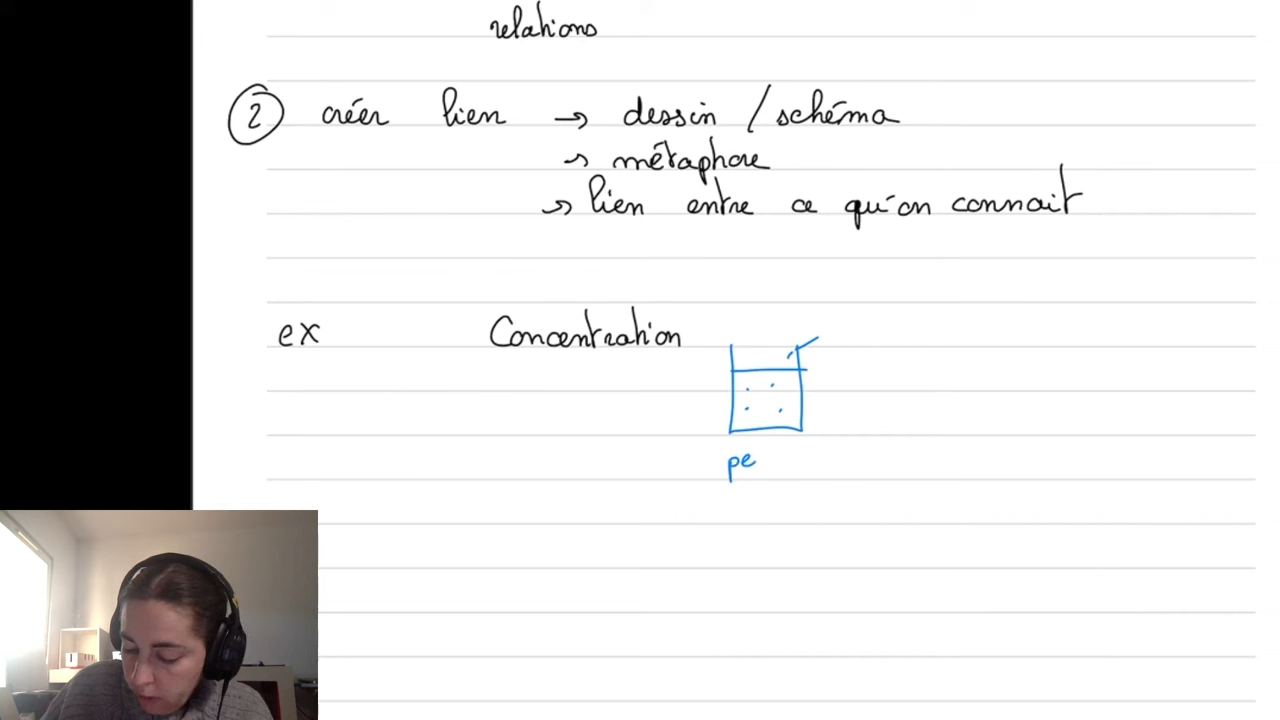 relations
② créer lien → dessin / schéma
→ métaphore
→ lien entre ce qu'on connait
ex Concentration
pe